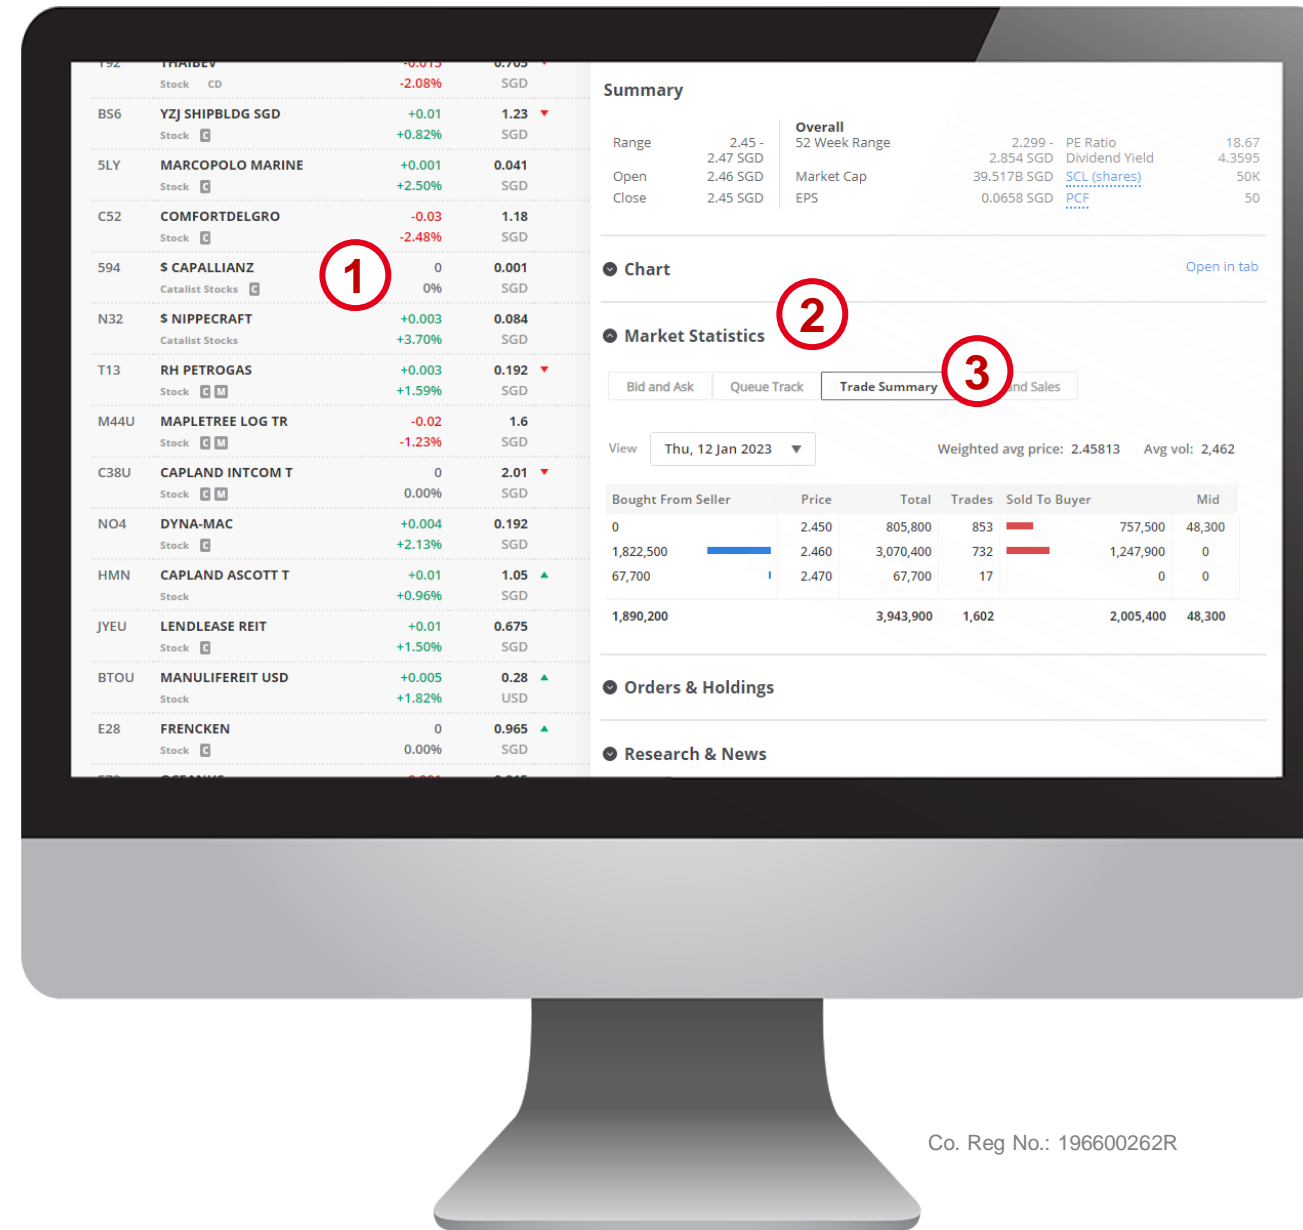 Y92 THAIBEV -0.015 0.705
Stock CD -2.08% SGD
BS6 YZJ SHIPBLDG SGD +0.01 1.23
Stock C +0.82% SGD
5LY MARCOPOLO MARINE +0.001 0.041
Stock C +2.50% SGD
C52 COMFORTDELGRO -0.03 1.18
Stock C -2.48% SGD
594 $ CAPALLIANZ 0 0.001
Catalist Stocks C 0% SGD
1
N32 $ NIPPECRAFT +0.003 0.084
Catalist Stocks +3.70% SGD
T13 RH PETROGAS +0.003 0.192
Stock C M +1.59% SGD
M44U MAPLETREE LOG TR -0.02 1.6
Stock C M -1.23% SGD
C38U CAPLAND INTCOM T 0 2.01
Stock C M 0.00% SGD
NO4 DYNA-MAC +0.004 0.192
Stock C +2.13% SGD
HMN CAPLAND ASCOTT T +0.01 1.05
Stock +0.96% SGD
JYEU LENDLEASE REIT +0.01 0.675
Stock C +1.50% SGD
BTOU MANULIFEREIT USD +0.005 0.28
Stock +1.82% USD
E28 FRENCKEN 0 0.965
Stock C 0.00% SGD
Summary
Overall
Range 2.45 - 52 Week Range 2.299 - PE Ratio 18.67
2.47 SGD 2.854 SGD Dividend Yield 4.3595
Open 2.46 SGD Market Cap 39.517B SGD SCL (shares) 50K
Close 2.45 SGD EPS 0.0658 SGD PCF 50
Chart Open in tab
2
Market Statistics
3
Bid and Ask Queue Track Trade Summary and Sales
View Thu, 12 Jan 2023 Weighted avg price: 2.45813 Avg vol: 2,462
Bought From Seller Price Total Trades Sold To Buyer Mid
0 2.450 805,800 853 757,500 48,300
1,822,500 2.460 3,070,400 732 1,247,900 0
67,700 2.470 67,700 17 0 0
1,890,200 3,943,900 1,602 2,005,400 48,300
Orders & Holdings
Research & News
Co. Reg No.: 196600262R